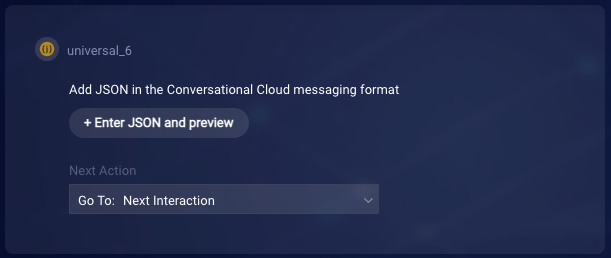 universal_6
Add JSON in the Conversational Cloud messaging format
+ Enter JSON and preview
Next Action
Go To: Next Interaction